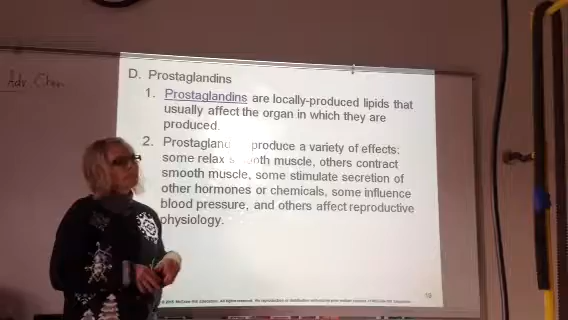 Adv Chem
D. Prostaglandins
1. Prostaglandins are locally-produced lipids that
usually affect the organ in which they are
produced.
2. Prostagland produce a variety of effects:
some relax s oth muscle, others contract
smooth muscle, some stimulate secretion of
other hormones or chemicals, some influence
blood pressure, and others affect reproductive
physiology.